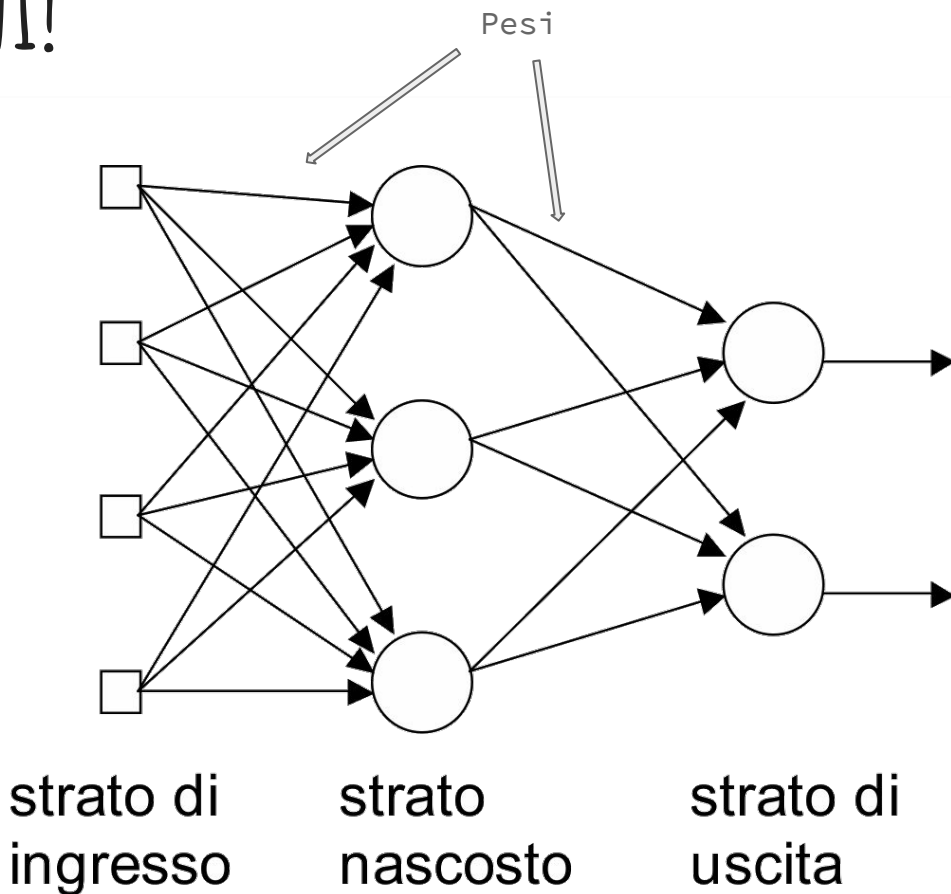 Pesi
strato di
ingresso
strato
nascosto
strato di
uscita